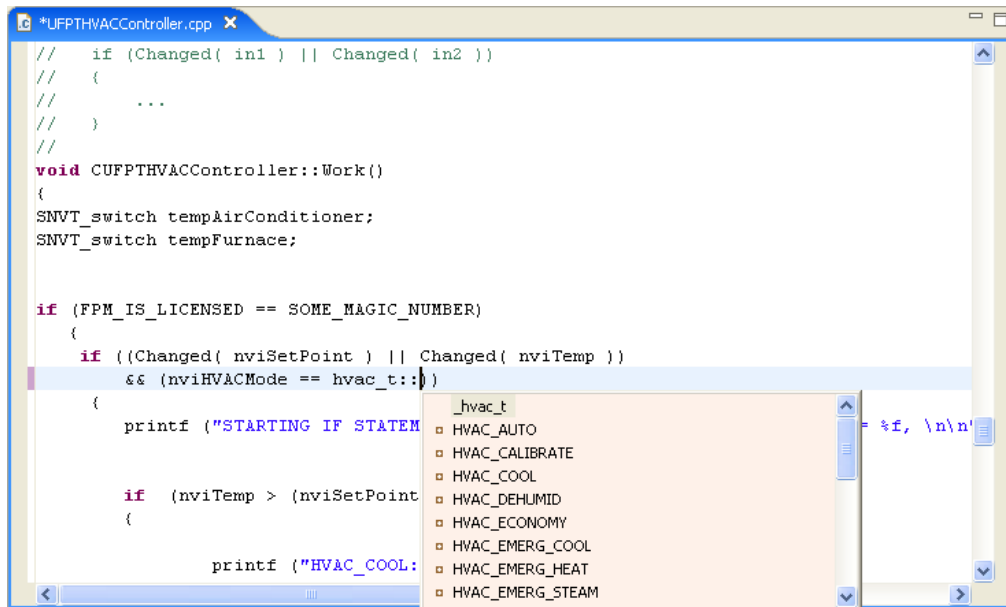 *UFPTHVACController.cpp
//    if (Changed( in1 ) || Changed( in2 ))
//    {
//        ...
//    }
//
void CUFPTHVACController::Work()
{
SNVT_switch tempAirConditioner;
SNVT_switch tempFurnace;
if (FPM_IS_LICENSED == SOME_MAGIC_NUMBER)
{
if ((Changed( nviSetPoint ) || Changed( nviTemp ))
&& (nviHVACMode == hvac_t::))
{
_hvac_t
printf ("STARTING IF STATEM = %f, \n\n"
HVAC_AUTO
HVAC_CALIBRATE
HVAC_COOL
if  (nviTemp > (nviSetPoint
HVAC_DEHUMID
{
HVAC_ECONOMY
HVAC_EMERG_COOL
printf ("HVAC_COOL:
HVAC_EMERG_HEAT
HVAC_EMERG_STEAM